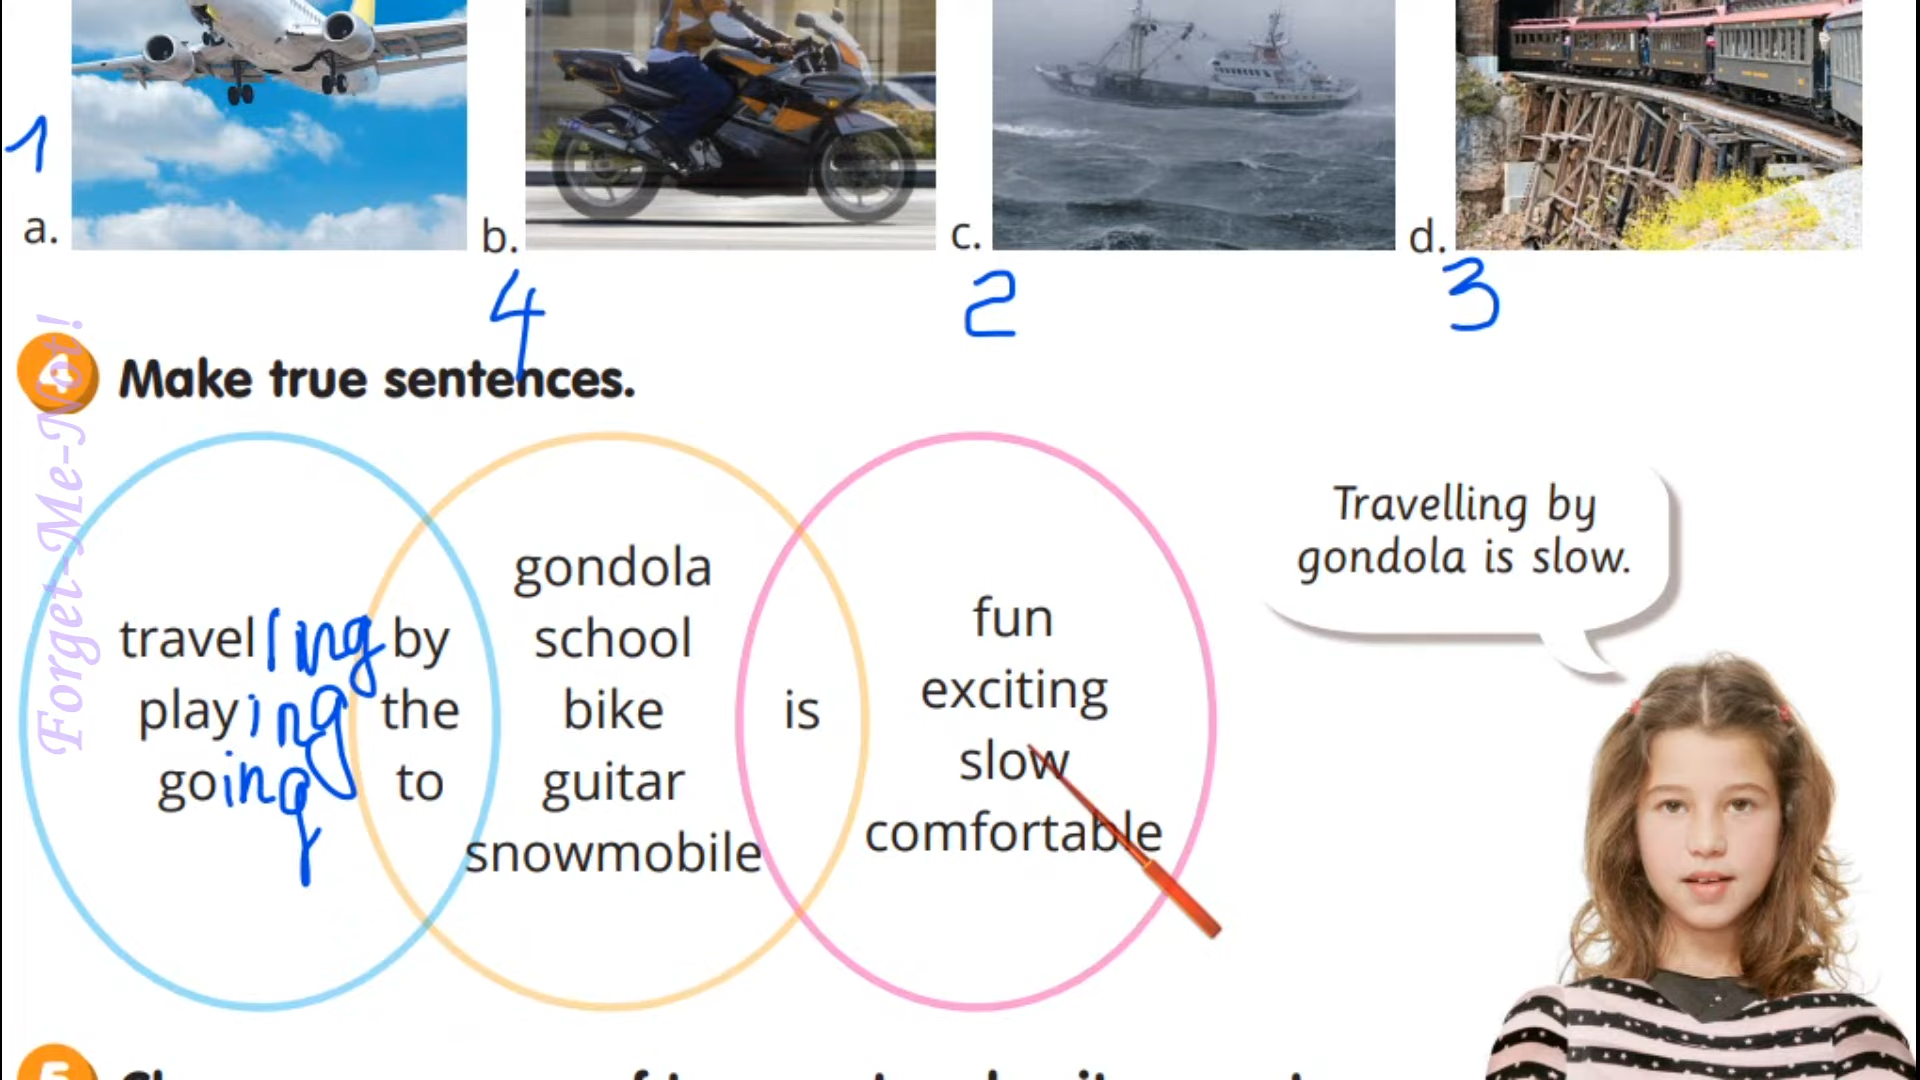 1
a.
b.
c.
d.
4
2
3
4 Make true sentences.
Forget-Me-Not!
travelling by
playing the
going to
gondola
school
bike
guitar
snowmobile
is
fun
exciting
slow
comfortable
Travelling by
gondola is slow.
5